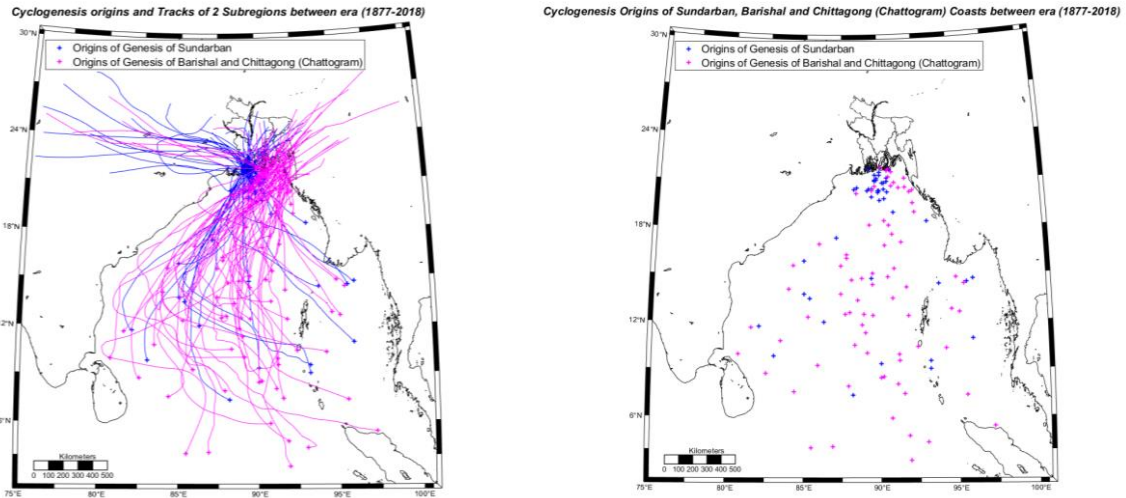 Cyclogenesis origins and Tracks of 2 Subregions between era (1877-2018)
30°N
Origins of Genesis of Sundarban
Origins of Genesis of Barishal and Chittagong (Chattogram)
24°N
18°N
12°N
6°N
Kilometers
0 100 200 300 400 500
75°E 80°E 85°E 90°E 95°E 100°E
Cyclogenesis Origins of Sundarban, Barishal and Chittagong (Chattogram) Coasts between era (1877-2018)
30°N
Origins of Genesis of Sundarban
Origins of Genesis of Barishal and Chittagong (Chattogram)
24°N
18°N
12°N
6°N
Kilometers
0 100 200 300 400 500
75°E 80°E 85°E 90°E 95°E 100°E